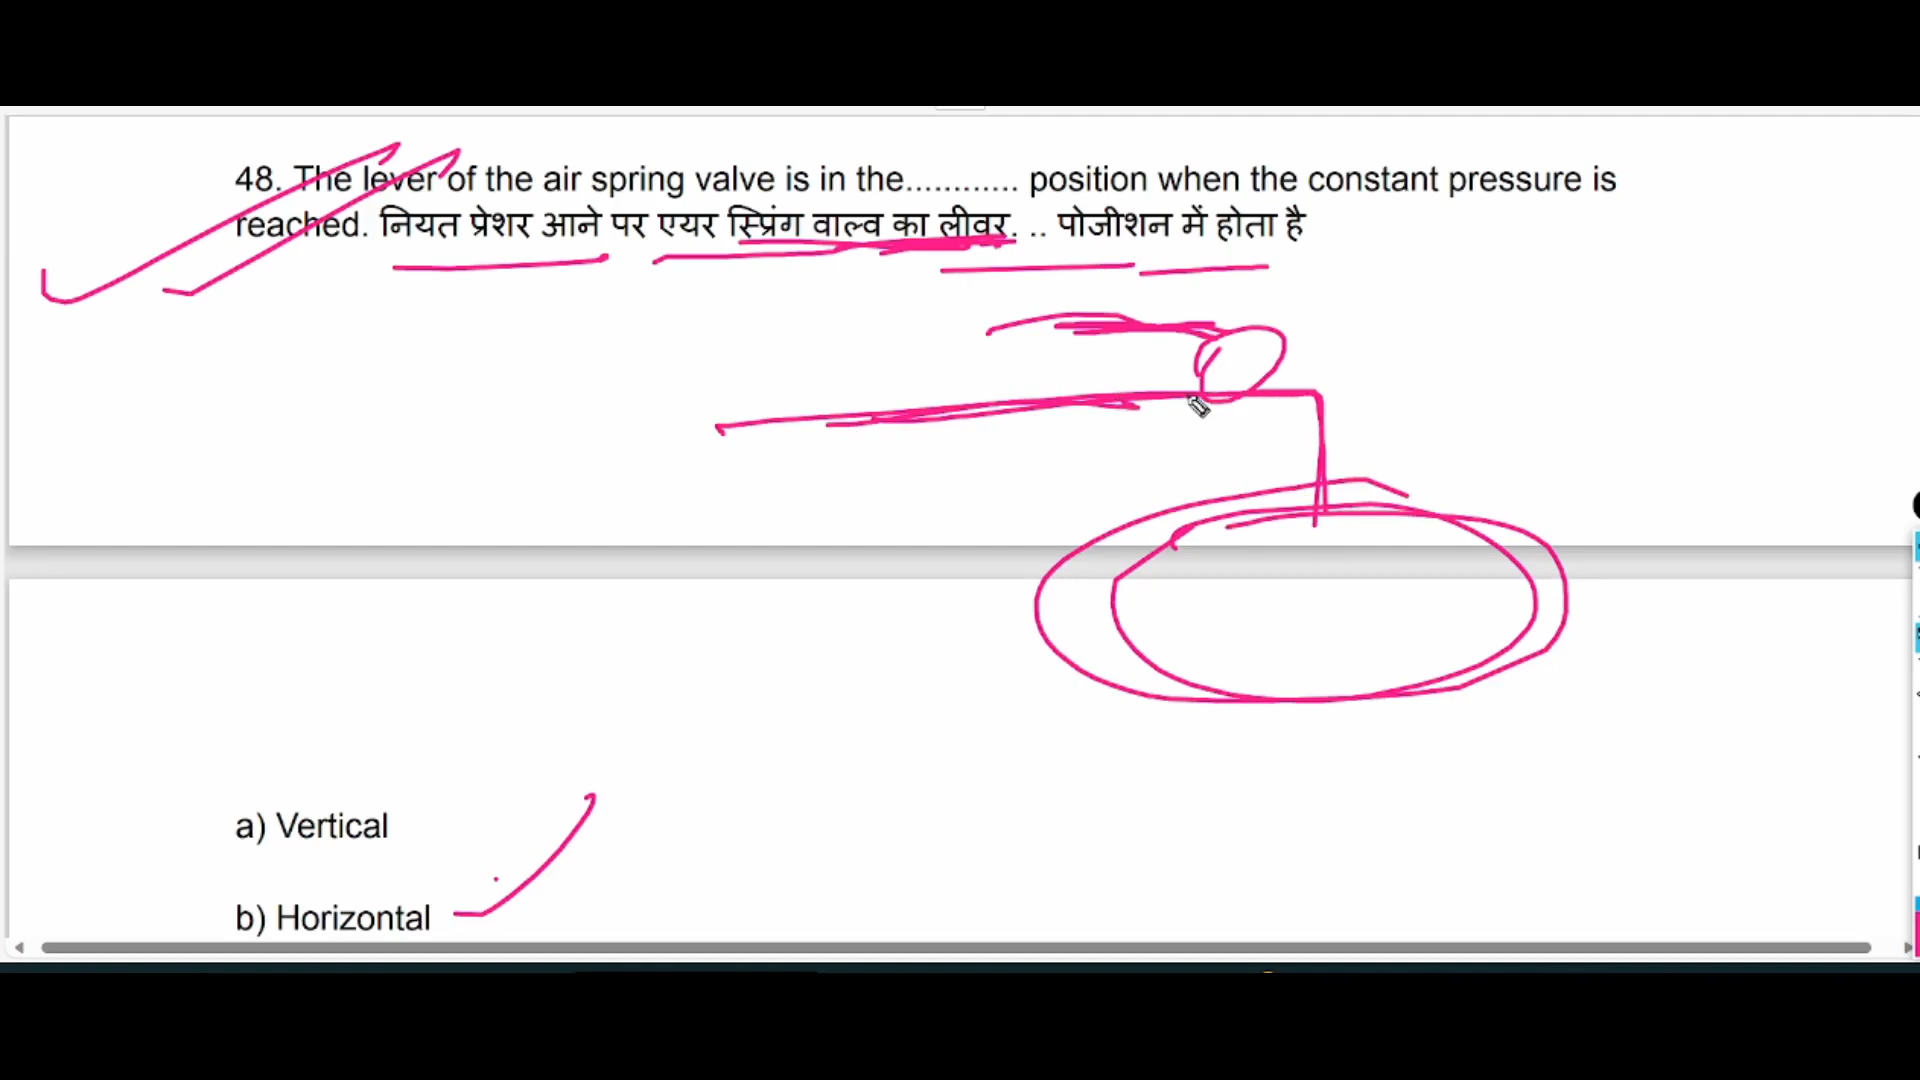 48. The lever of the air spring valve is in the............ position when the constant pressure is
reached. नियत प्रेशर आने पर एयर स्प्रिंग वाल्व का लीवर. .. पोजीशन में होता है
a) Vertical
b) Horizontal